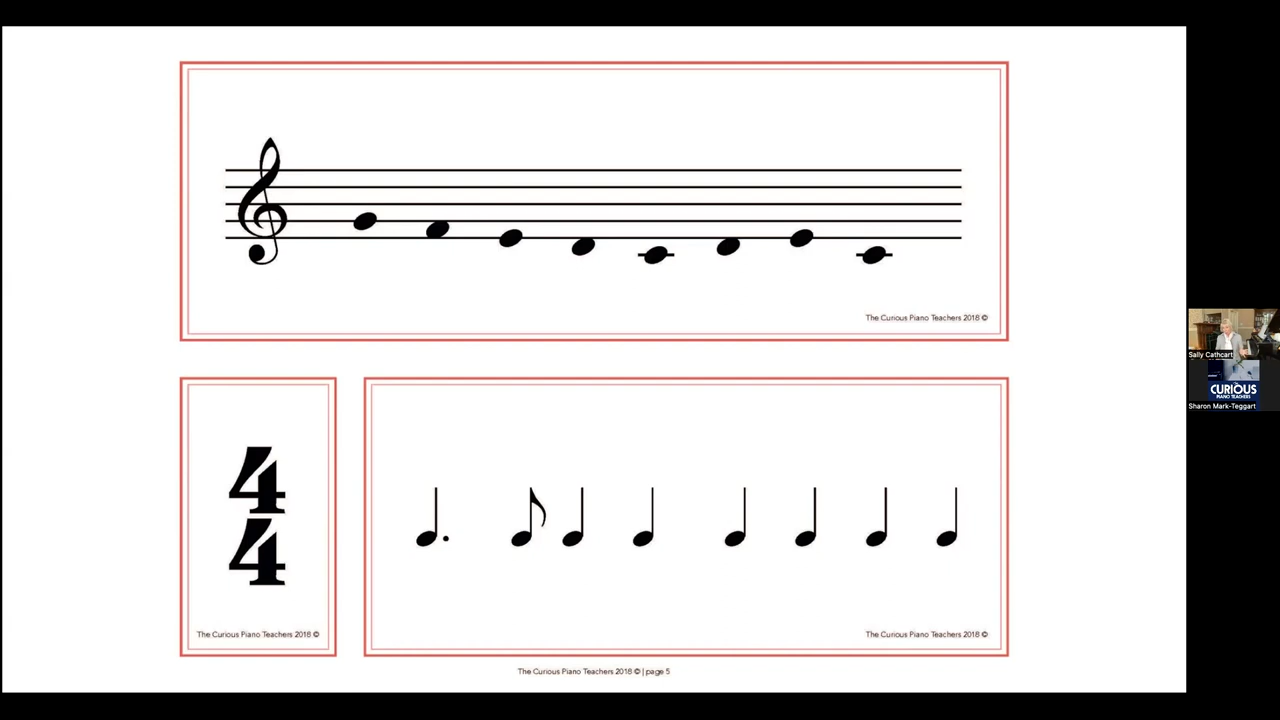 The Curious Piano Teachers 2018 ©
4
4
The Curious Piano Teachers 2018 ©
The Curious Piano Teachers 2018 ©
The Curious Piano Teachers 2018 © | page 5
Sally Cathcart
CURIOUS
PIANO TEACHERS
Sharon Mark-Teggart